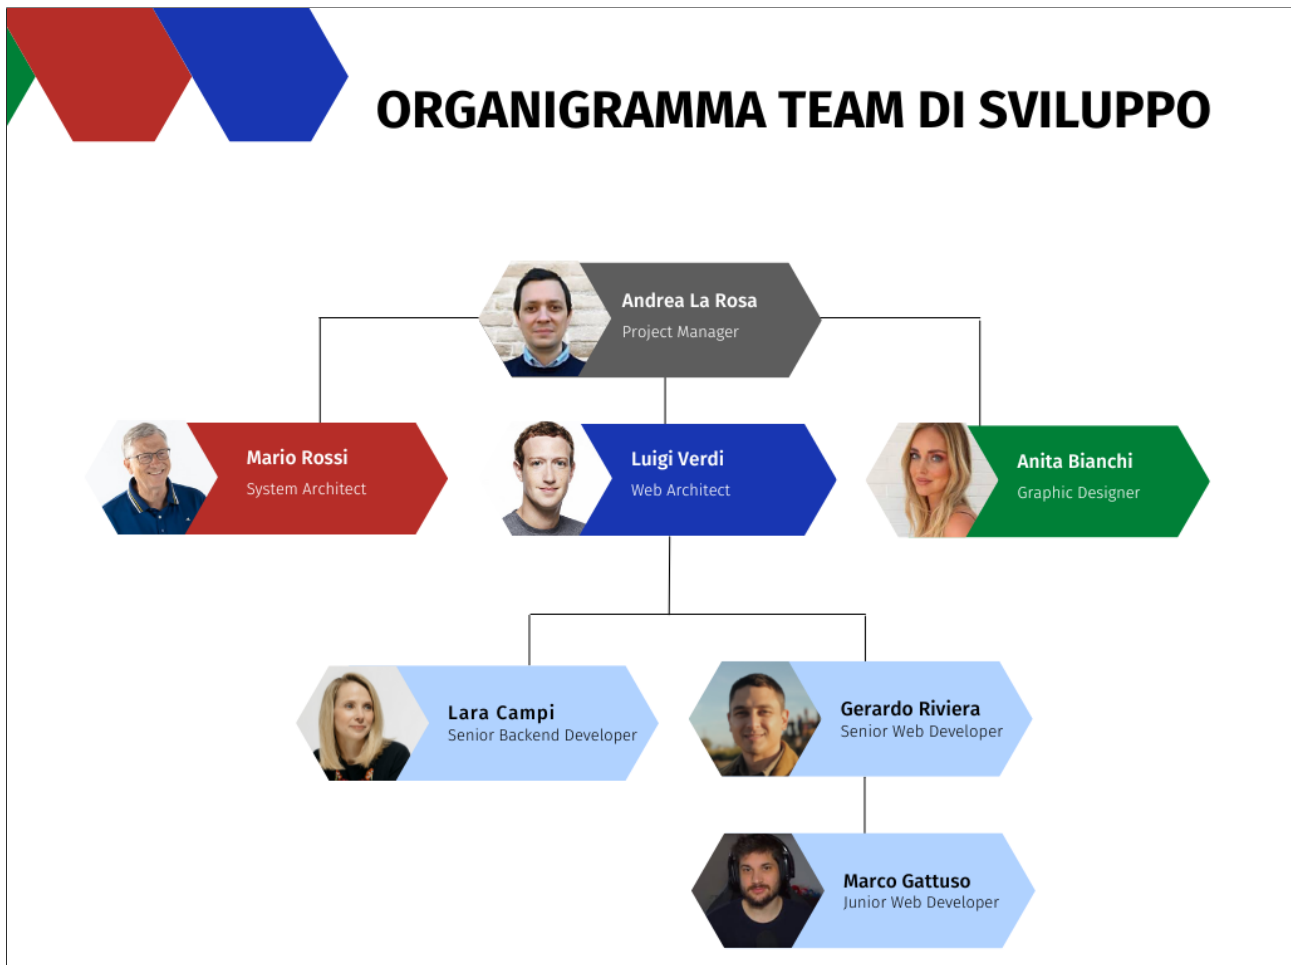 ORGANIGRAMMA TEAM DI SVILUPPO
Andrea La Rosa
Project Manager
Mario Rossi
System Architect
Luigi Verdi
Web Architect
Anita Bianchi
Graphic Designer
Lara Campi
Senior Backend Developer
Gerardo Riviera
Senior Web Developer
Marco Gattuso
Junior Web Developer